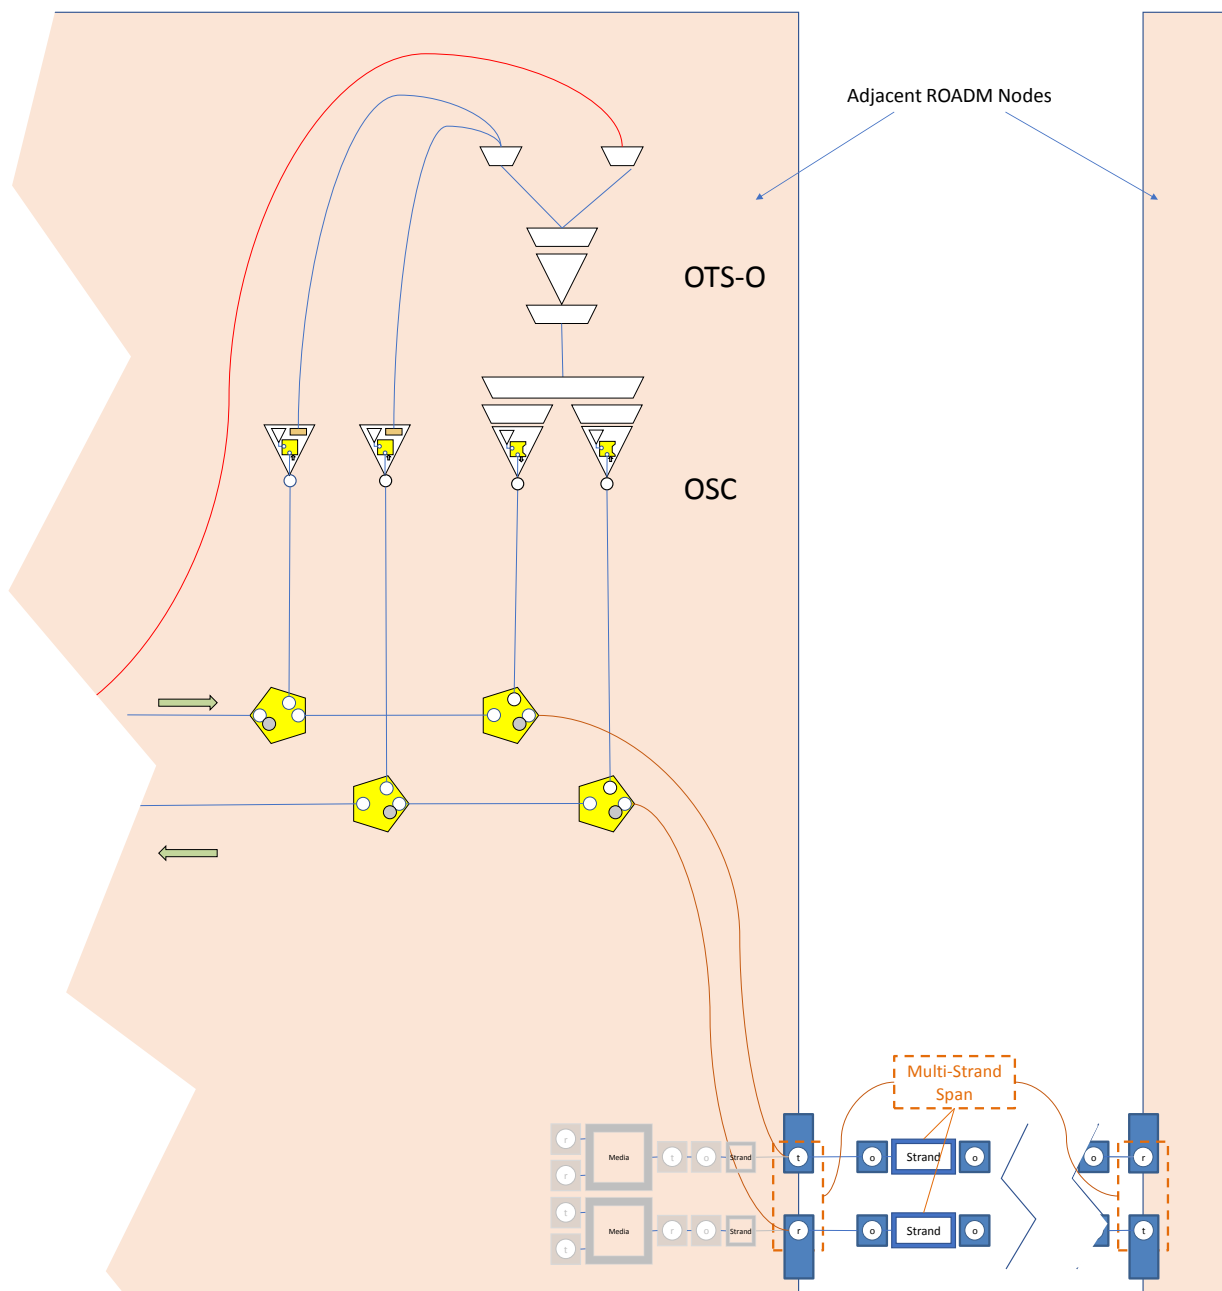 Adjacent ROADM Nodes
OTS-O
OSC
Multi-Strand
Span
r
Media
t
o
Strand
t
o
Strand
o
o
r
r
t
Media
r
o
Strand
r
o
Strand
o
t
t